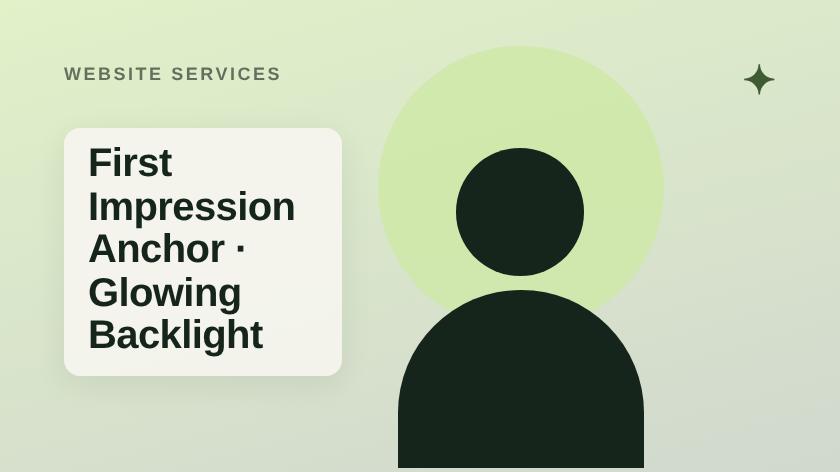 WEBSITE SERVICES
First
Impression
Anchor ·
Glowing
Backlight